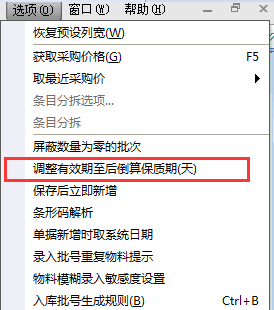 选项(O) 窗口(W) 帮助(H)
恢复预设列宽(W)
获取采购价格(G) F5
取最近采购价
条目分拆选项...
条目分拆
屏蔽数量为零的批次
调整有效期至后倒算保质期(天)
保存后立即新增
条形码解析
单据新增时取系统日期
录入批号重复物料提示
物料模糊录入敏感度设置
入库批号生成规则(B) Ctrl+B